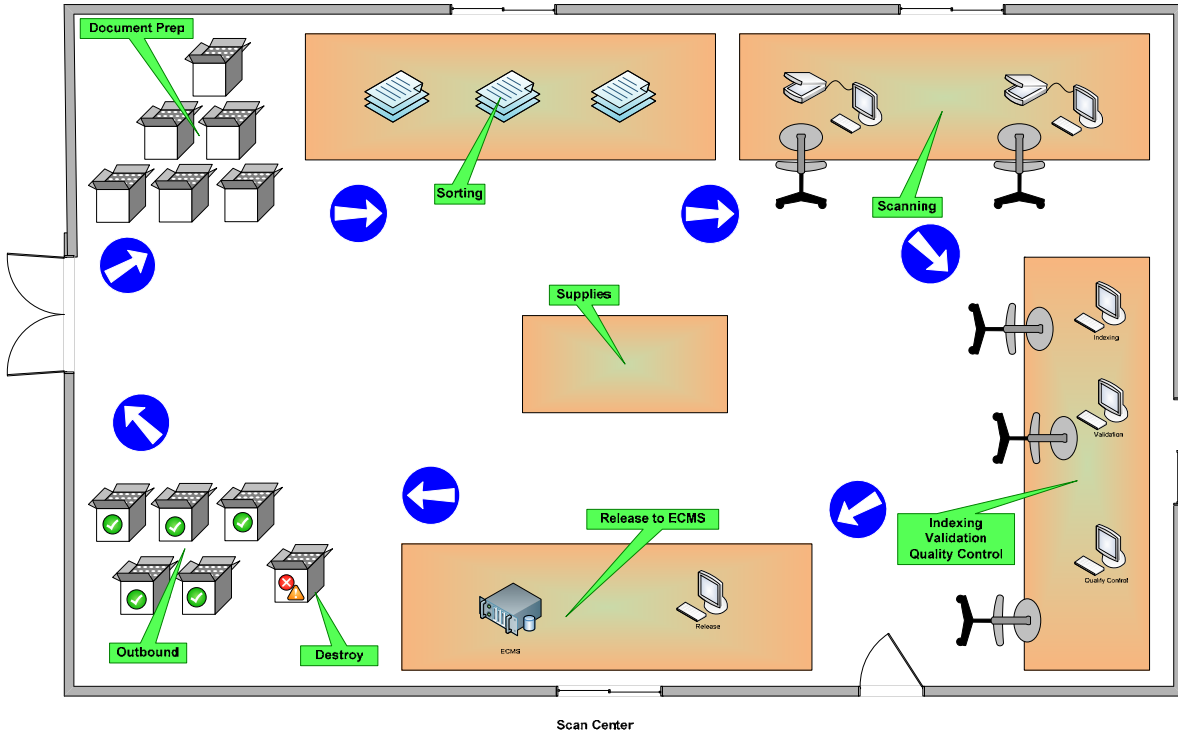 Document Prep
Sorting
Scanning
Supplies
Indexing
Validation
Indexing
Validation
Quality Control
Quality Control
Release to ECMS
ECMS
Release
Outbound
Destroy
Scan Center